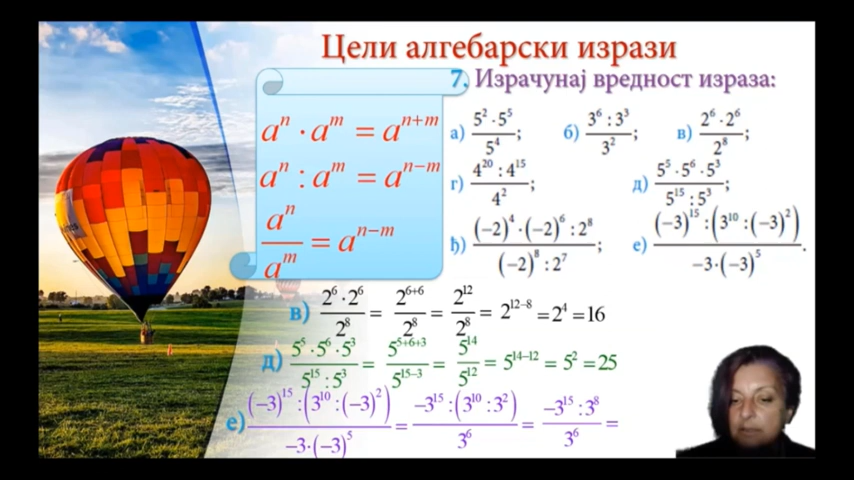 Цели алгебарски изрази
7. Израчунај вредност израза:
aⁿ · aᵐ = aⁿ⁺ᵐ
aⁿ : aᵐ = aⁿ⁻ᵐ
aⁿ/aᵐ = aⁿ⁻ᵐ
а) (5² · 5⁵)/5⁴; б) (3⁶ : 3³)/3²; в) (2⁶ · 2⁶)/2⁸;
г) (4²⁰ : 4¹⁵)/4²; д) (5⁵ · 5⁶ · 5³)/(5¹⁵ : 5³);
ђ) ((−2)⁴ · (−2)⁶ : 2⁸)/((−2)⁸ : 2⁷); е) ((−3)¹⁵ : (3¹⁰ : (−3)²))/(−3 · (−3)⁵).
в) (2⁶ · 2⁶)/2⁸ = 2⁶⁺⁶/2⁸ = 2¹²/2⁸ = 2¹²⁻⁸ = 2⁴ = 16
д) (5⁵ · 5⁶ · 5³)/(5¹⁵ : 5³) = 5⁵⁺⁶⁺³/5¹⁵⁻³ = 5¹⁴/5¹² = 5¹⁴⁻¹² = 5² = 25
е) ((−3)¹⁵ : (3¹⁰ : (−3)²))/(−3 · (−3)⁵) = (−3¹⁵ : (3¹⁰ : 3²))/3⁶ = (−3¹⁵ : 3⁸)/3⁶ =